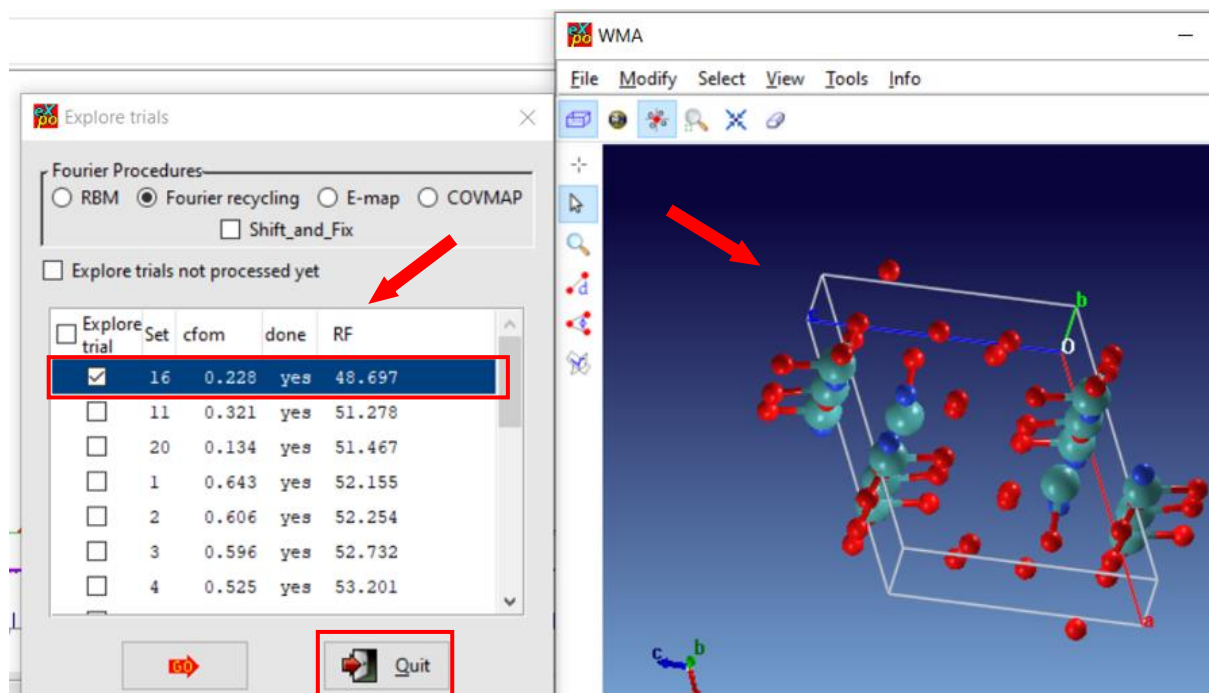 WMA
File Modify Select View Tools Info
Explore trials
Fourier Procedures
RBM Fourier recycling E-map COVMAP
Shift_and_Fix
Explore trials not processed yet
Explore trial Set cfom done RF
16 0.228 yes 48.697
11 0.321 yes 51.278
20 0.134 yes 51.467
1 0.643 yes 52.155
2 0.606 yes 52.254
3 0.596 yes 52.732
4 0.525 yes 53.201
GO Quit
b
c O
a
c b